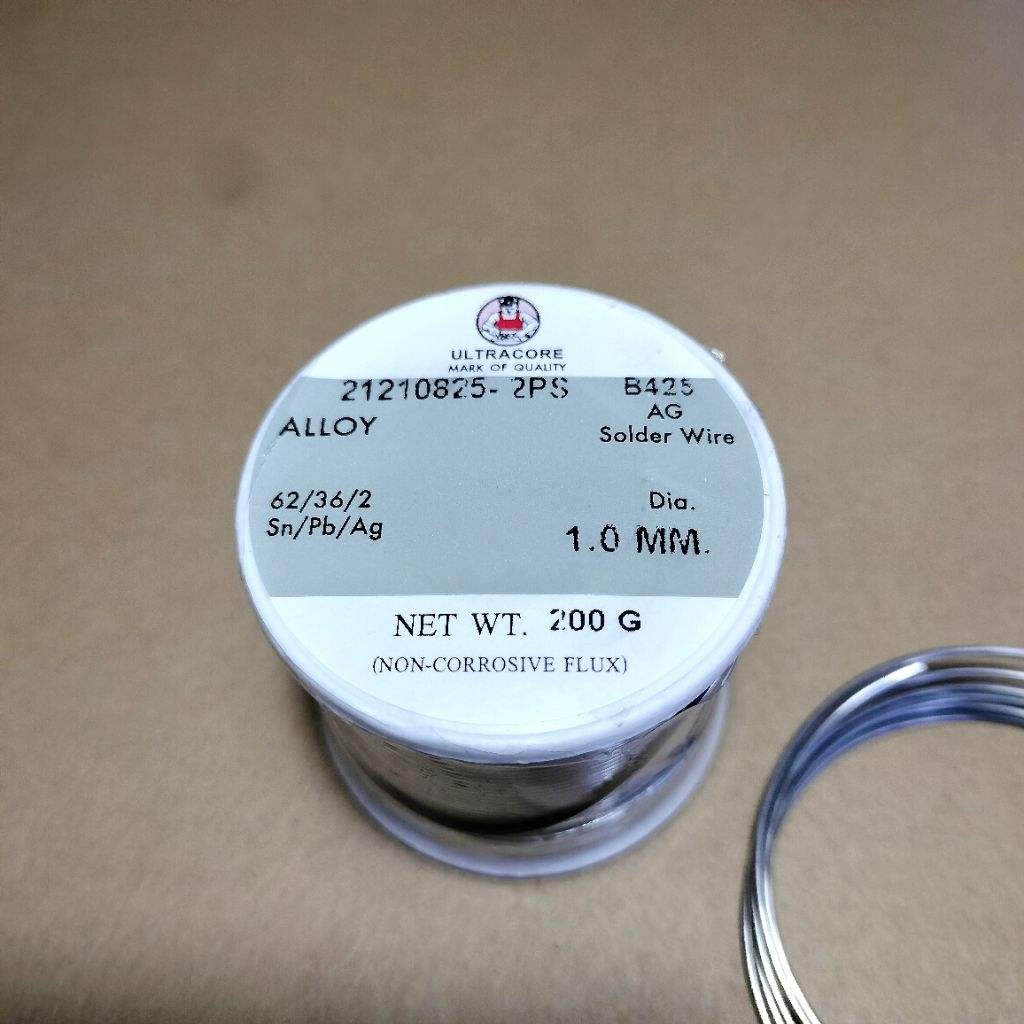 ULTRACORE
MARK OF QUALITY
21210825- 2PS B425
ALLOY AG
Solder Wire
62/36/2 Dia.
Sn/Pb/Ag 1.0 MM.
NET WT. 200 G
(NON-CORROSIVE FLUX)